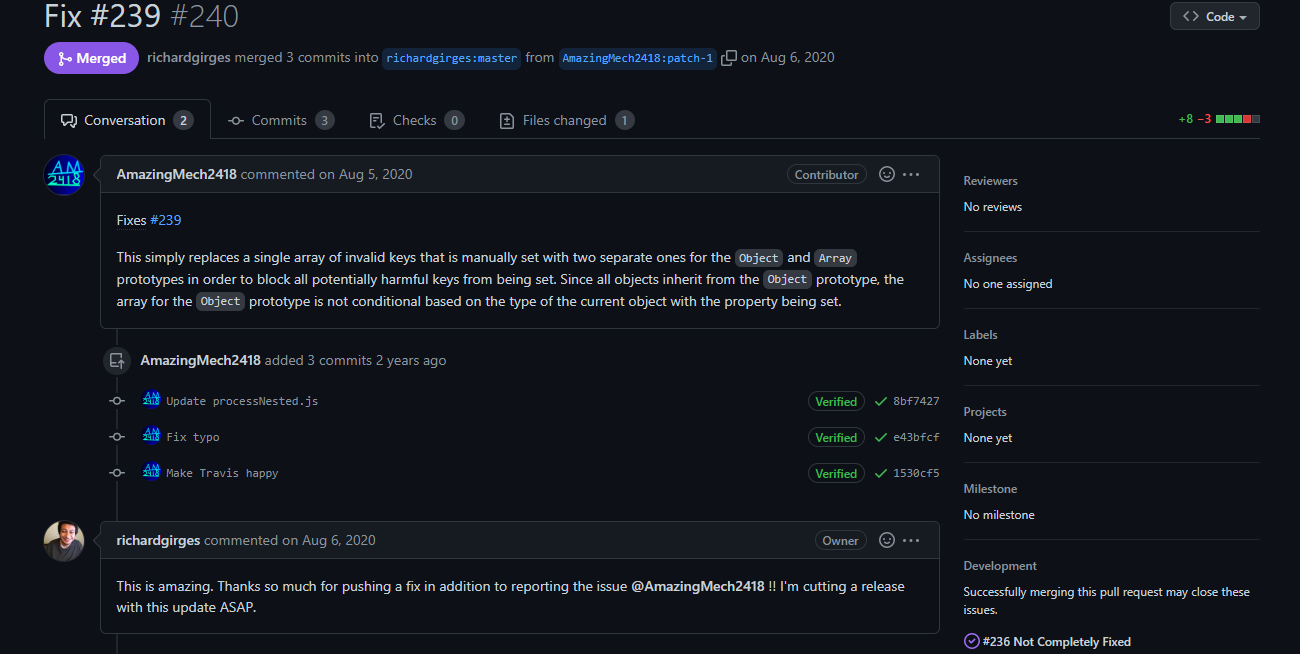 Fix #239 #240
Code
Merged
richardgirges merged 3 commits into richardgirges:master from AmazingMech2418:patch-1 on Aug 6, 2020
Conversation 2
Commits 3
Checks 0
Files changed 1
+8 −3
AM
2418
AmazingMech2418 commented on Aug 5, 2020
Contributor
Fixes #239
This simply replaces a single array of invalid keys that is manually set with two separate ones for the Object and Array
prototypes in order to block all potentially harmful keys from being set. Since all objects inherit from the Object prototype, the
array for the Object prototype is not conditional based on the type of the current object with the property being set.
AmazingMech2418 added 3 commits 2 years ago
Update processNested.js
Verified
8bf7427
Fix typo
Verified
e43bfcf
Make Travis happy
Verified
1530cf5
richardgirges commented on Aug 6, 2020
Owner
This is amazing. Thanks so much for pushing a fix in addition to reporting the issue @AmazingMech2418 !! I'm cutting a release
with this update ASAP.
Reviewers
No reviews
Assignees
No one assigned
Labels
None yet
Projects
None yet
Milestone
No milestone
Development
Successfully merging this pull request may close these
issues.
#236 Not Completely Fixed